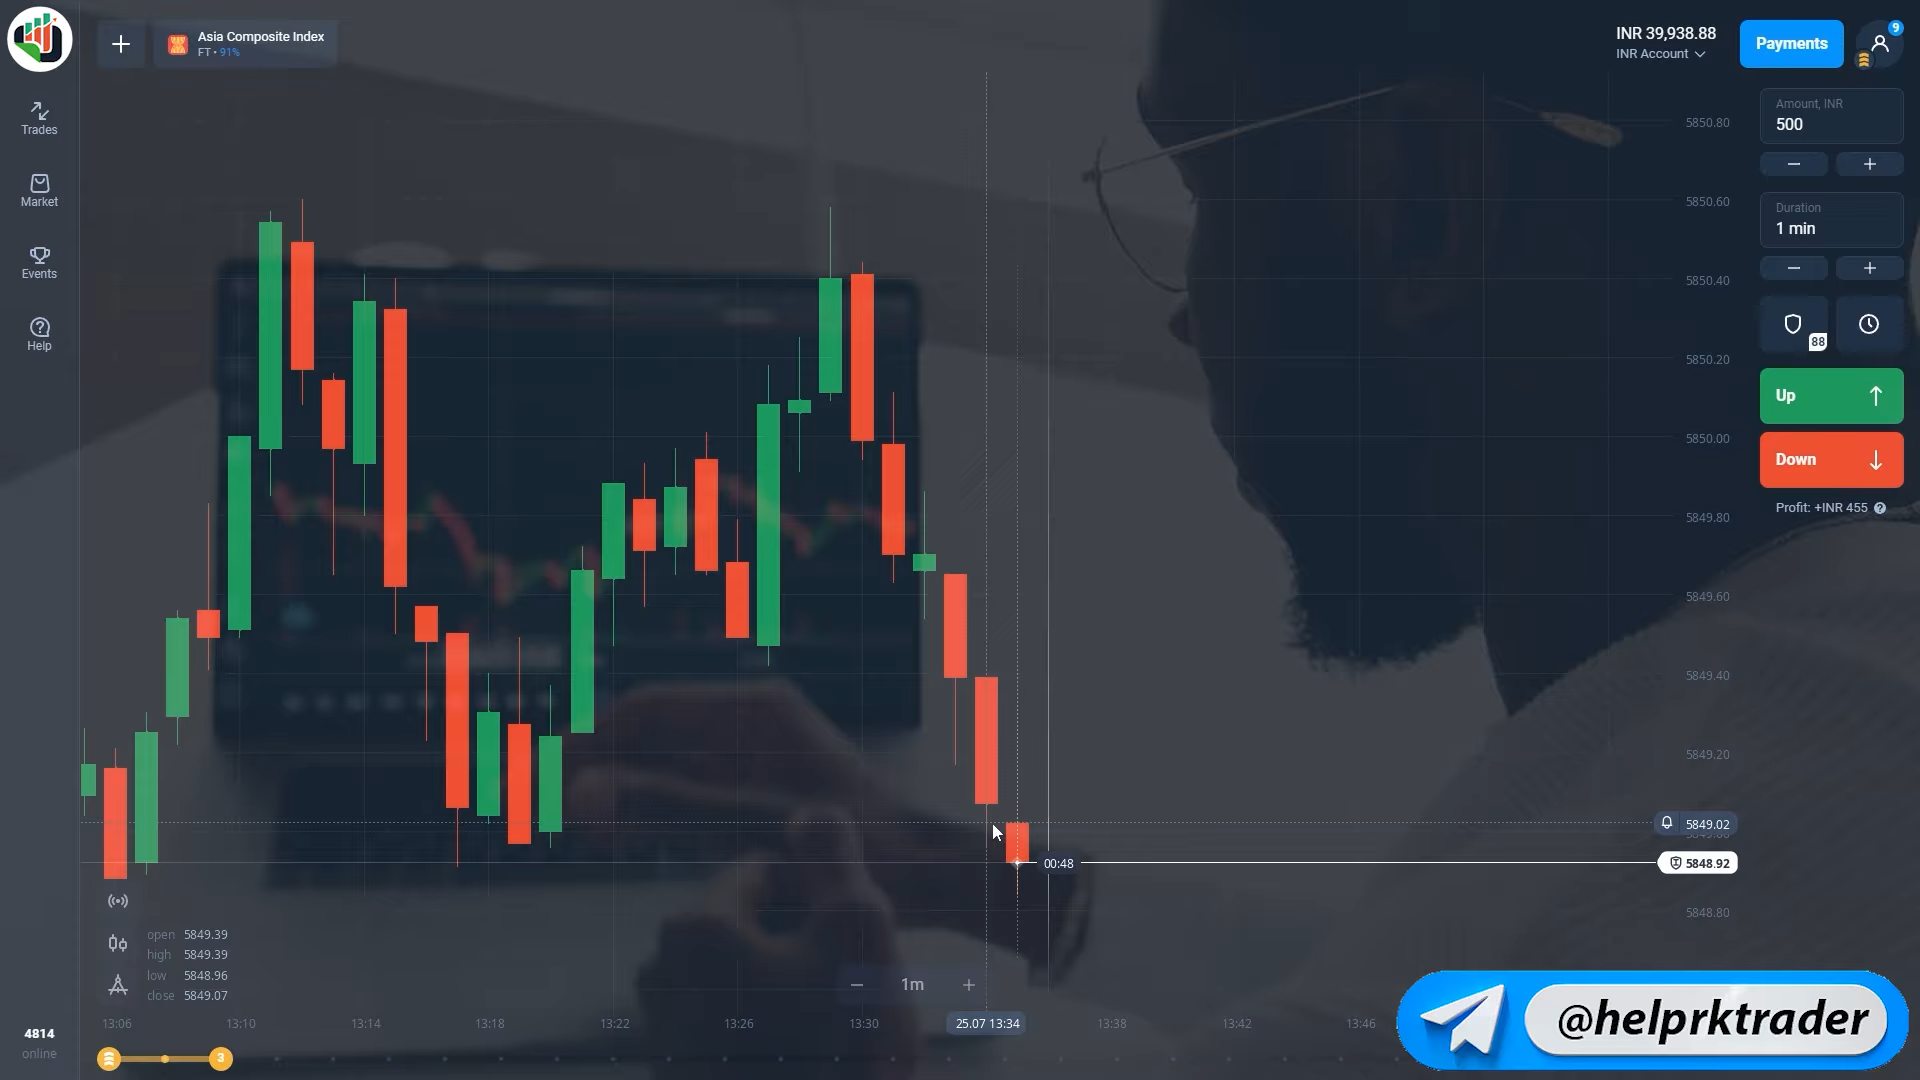 Asia Composite Index
FT • 91%
INR 39,938.88
INR Account
Payments
9
Trades
Market
Events
Help
Amount, INR
500
Duration
1 min
88
Up
Down
Profit: +INR 455
5850.80
5850.60
5850.40
5850.20
5850.00
5849.80
5849.60
5849.40
5849.20
5849.02
5848.92
5848.80
00:48
open 5849.39
high 5849.39
low 5848.96
close 5849.07
1m
13:06
13:10
13:14
13:18
13:22
13:26
13:30
25.07 13:34
13:38
13:42
13:46
4814
online
3
@helprktrader